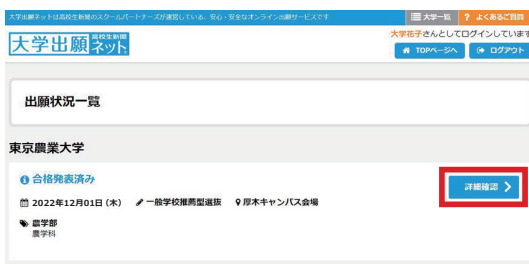 大学出願ネットは高校生新聞のスクールパートナーズが運営している、安心・安全なオンライン出願サービスです
大学一覧 ? よくあるご質問
大学出願ネット 高校生新聞
大学花子さんとしてログインしています
TOPページへ ログアウト
出願状況一覧
東京農業大学
合格発表済み
詳細確認
2022年12月01日 (木) 一般学校推薦型選抜 厚木キャンパス会場
農学部
農学科